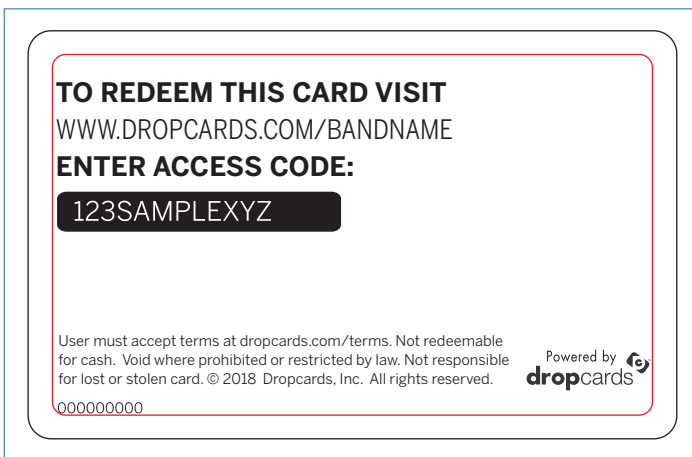 TO REDEEM THIS CARD VISIT
WWW.DROPCARDS.COM/BANDNAME
ENTER ACCESS CODE:
123SAMPLEXYZ
User must accept terms at dropcards.com/terms. Not redeemable
for cash.  Void where prohibited or restricted by law. Not responsible
for lost or stolen card. © 2018  Dropcards, Inc.  All rights reserved.
Powered by
dropcards
000000000